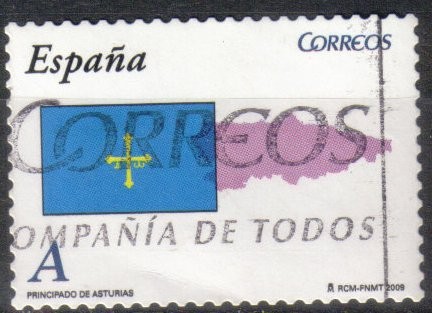 España
CORREOS
CORREOS
OMPAÑÍA DE TODOS
A
PRINCIPADO DE ASTURIAS
RCM-FNMT 2009